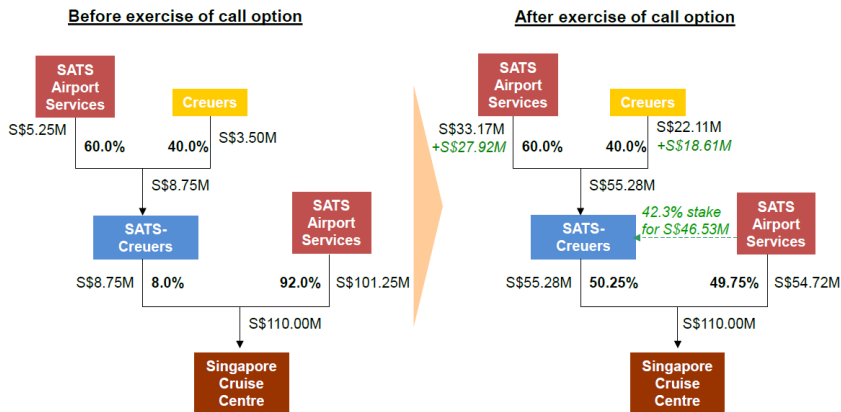 Before exercise of call option
SATS
Airport
Services
Creuers
S$5.25M
S$3.50M
60.0%
40.0%
S$8.75M
SATS-
Creuers
SATS
Airport
Services
S$8.75M
8.0%
92.0%
S$101.25M
S$110.00M
Singapore
Cruise
Centre
After exercise of call option
SATS
Airport
Services
Creuers
S$33.17M
+S$27.92M
60.0%
40.0%
S$22.11M
+S$18.61M
S$55.28M
SATS-
Creuers
42.3% stake
for S$46.53M
SATS
Airport
Services
S$55.28M
50.25%
49.75%
S$54.72M
S$110.00M
Singapore
Cruise
Centre